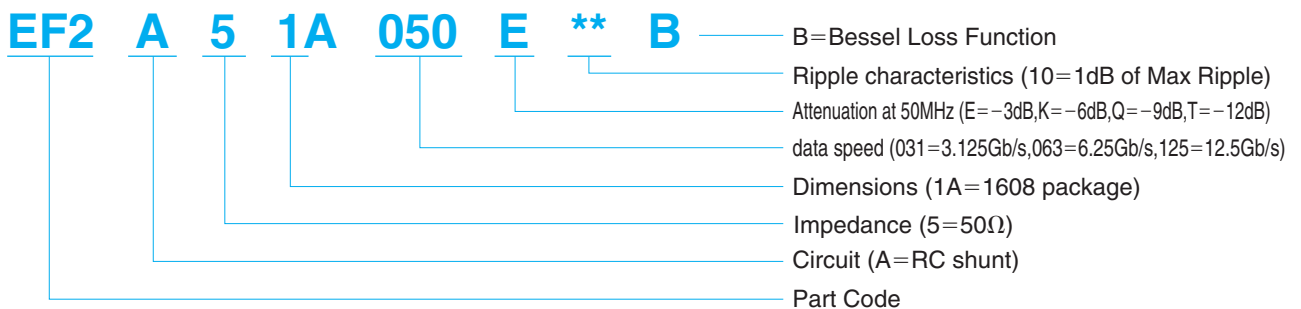 EF2 A 5 1A 050 E ** B
B=Bessel Loss Function
Ripple characteristics (10=1dB of Max Ripple)
Attenuation at 50MHz (E=−3dB,K=−6dB,Q=−9dB,T=−12dB)
data speed (031=3.125Gb/s,063=6.25Gb/s,125=12.5Gb/s)
Dimensions (1A=1608 package)
Impedance (5=50Ω)
Circuit (A=RC shunt)
Part Code